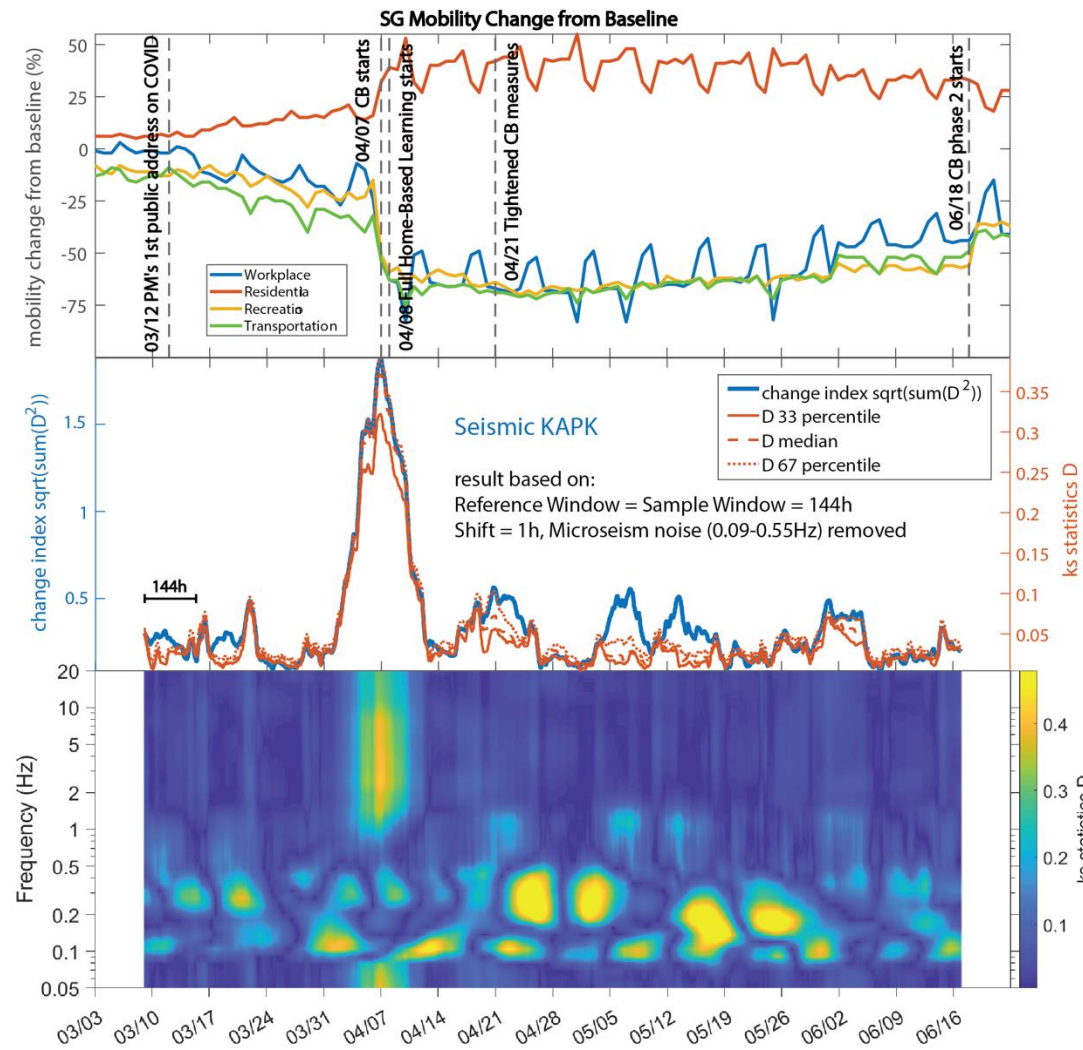 SG Mobility Change from Baseline
mobility change from baseline (%)
50
25
0
-25
-50
-75
03/12 PM's 1st public address on COVID
04/07 CB starts
04/08 Full Home-Based Learning starts
04/21 Tightened CB measures
06/18 CB phase 2 starts
Workplace
Residentia
Recreatio
Transportation
change index sqrt(sum(D²))
1.5
1
0.5
Seismic KAPK
result based on:
Reference Window = Sample Window = 144h
Shift = 1h, Microseism noise (0.09-0.55Hz) removed
144h
change index sqrt(sum(D²))
D 33 percentile
D median
D 67 percentile
0.35
0.3
0.25
0.2
0.15
0.1
0.05
ks statistics D
Frequency (Hz)
20
10
5
2
1
0.5
0.2
0.1
0.05
0.4
0.3
0.2
0.1
ks statistics D
03/03
03/10
03/17
03/24
03/31
04/07
04/14
04/21
04/28
05/05
05/12
05/19
05/26
06/02
06/09
06/16